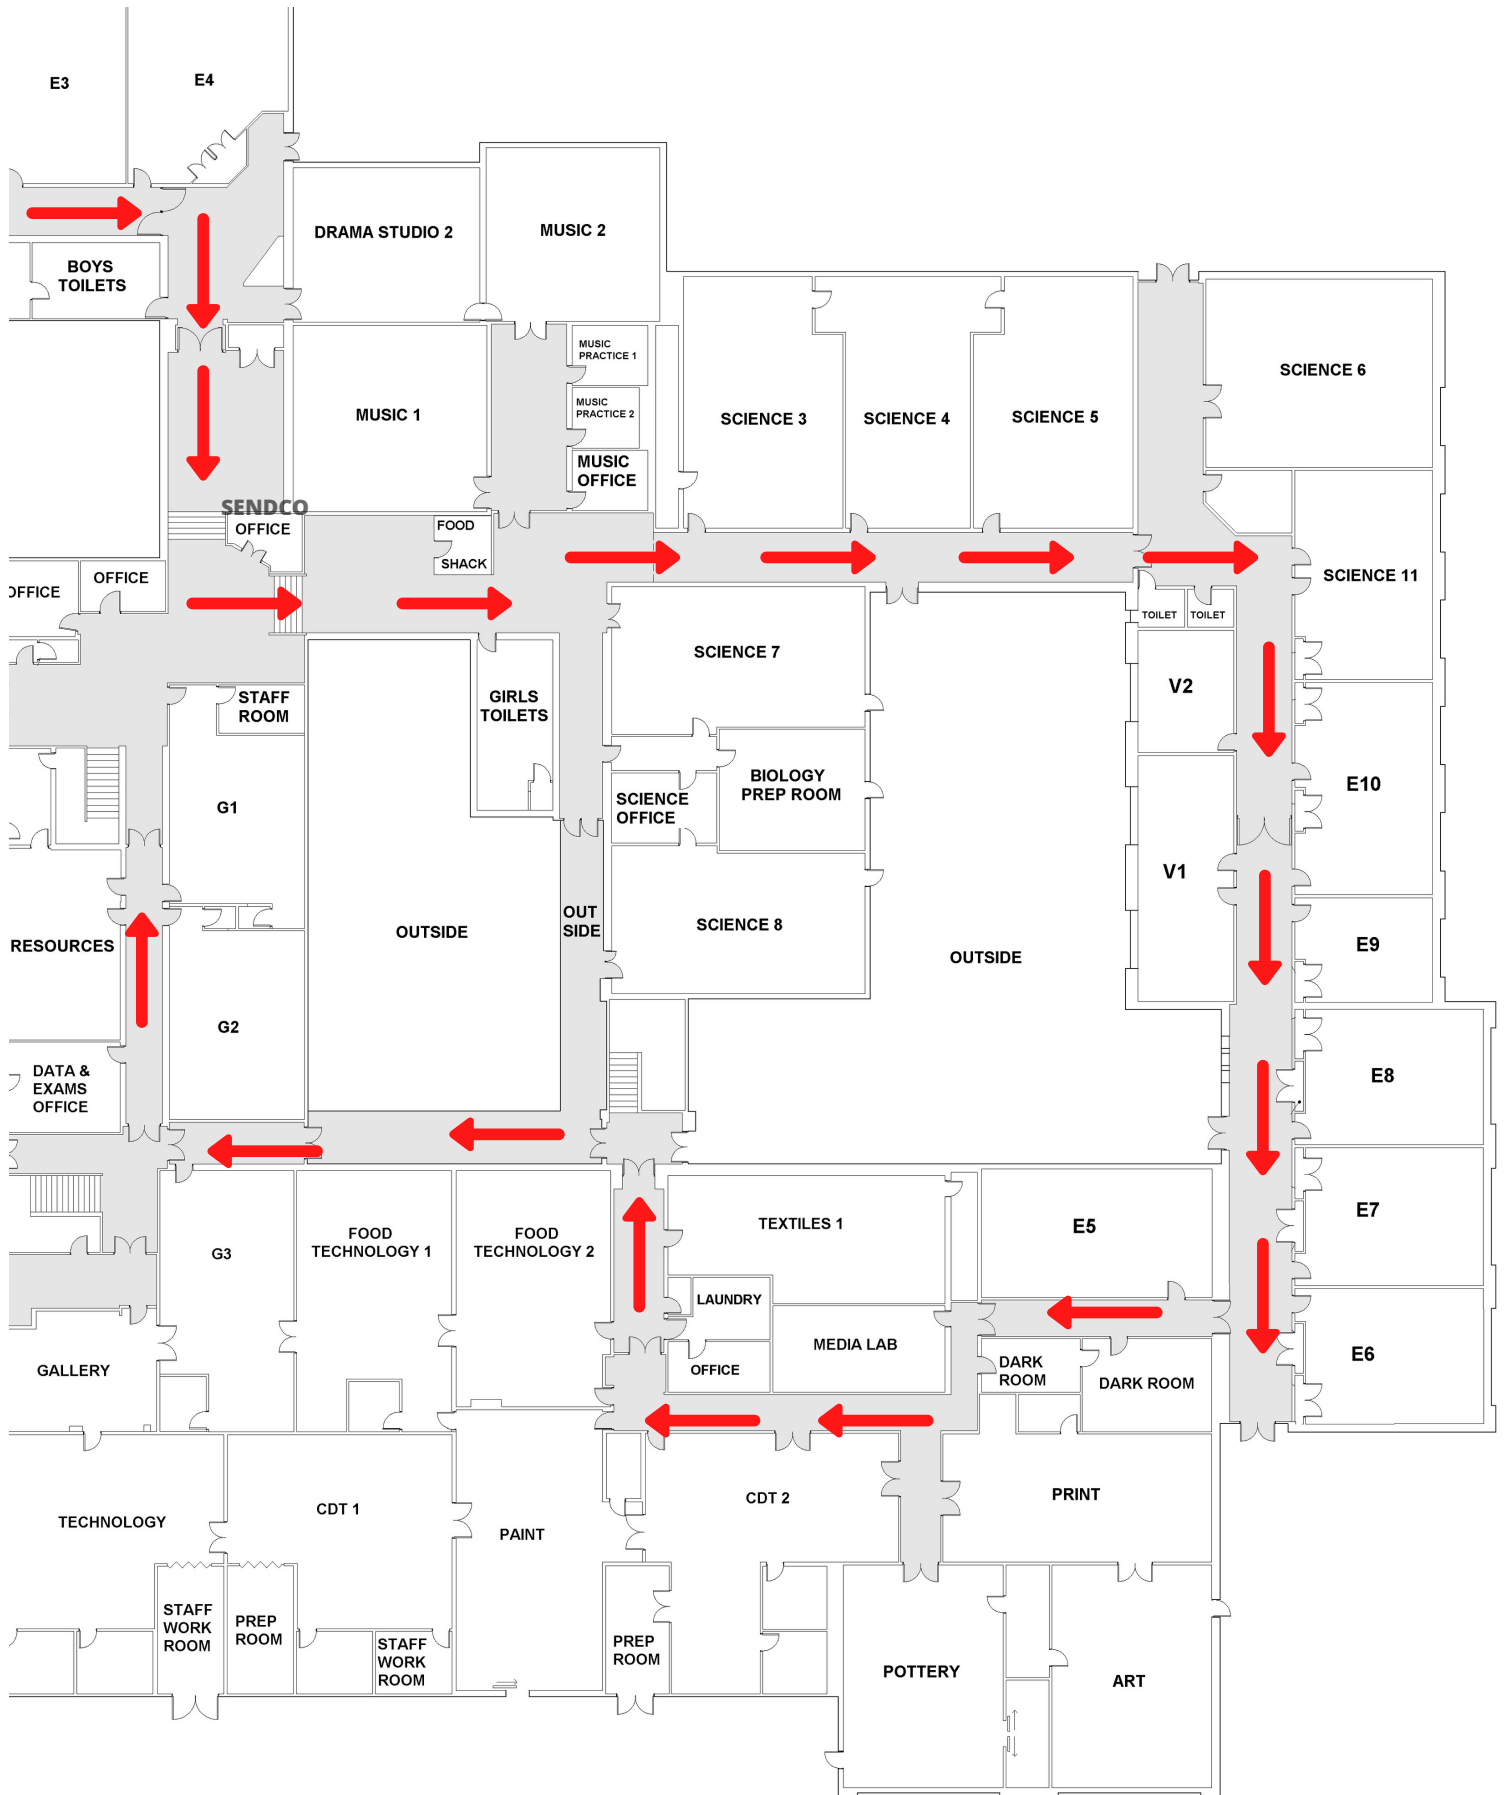 E3
E4
BOYS
TOILETS
DRAMA STUDIO 2
MUSIC 2
MUSIC
PRACTICE 1
MUSIC
PRACTICE 2
MUSIC
OFFICE
MUSIC 1
SCIENCE 3
SCIENCE 4
SCIENCE 5
SCIENCE 6
SENDCO
OFFICE
FOOD
SHACK
OFFICE
OFFICE
SCIENCE 11
TOILET
TOILET
SCIENCE 7
V2
STAFF
ROOM
GIRLS
TOILETS
G1
BIOLOGY
PREP ROOM
SCIENCE
OFFICE
E10
V1
RESOURCES
OUTSIDE
OUT
SIDE
SCIENCE 8
OUTSIDE
E9
G2
DATA &
EXAMS
OFFICE
E8
G3
FOOD
TECHNOLOGY 1
FOOD
TECHNOLOGY 2
TEXTILES 1
E5
E7
LAUNDRY
MEDIA LAB
OFFICE
DARK
ROOM
DARK ROOM
E6
GALLERY
TECHNOLOGY
CDT 1
PAINT
CDT 2
PRINT
STAFF
WORK
ROOM
PREP
ROOM
STAFF
WORK
ROOM
PREP
ROOM
POTTERY
ART